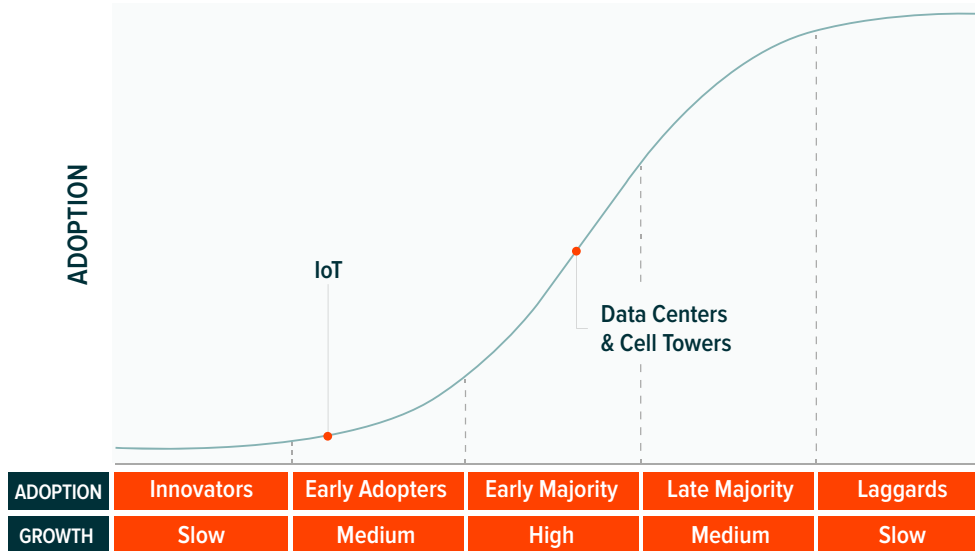 ADOPTION
IoT
Data Centers
& Cell Towers
ADOPTION Innovators Early Adopters Early Majority Late Majority Laggards
GROWTH Slow Medium High Medium Slow